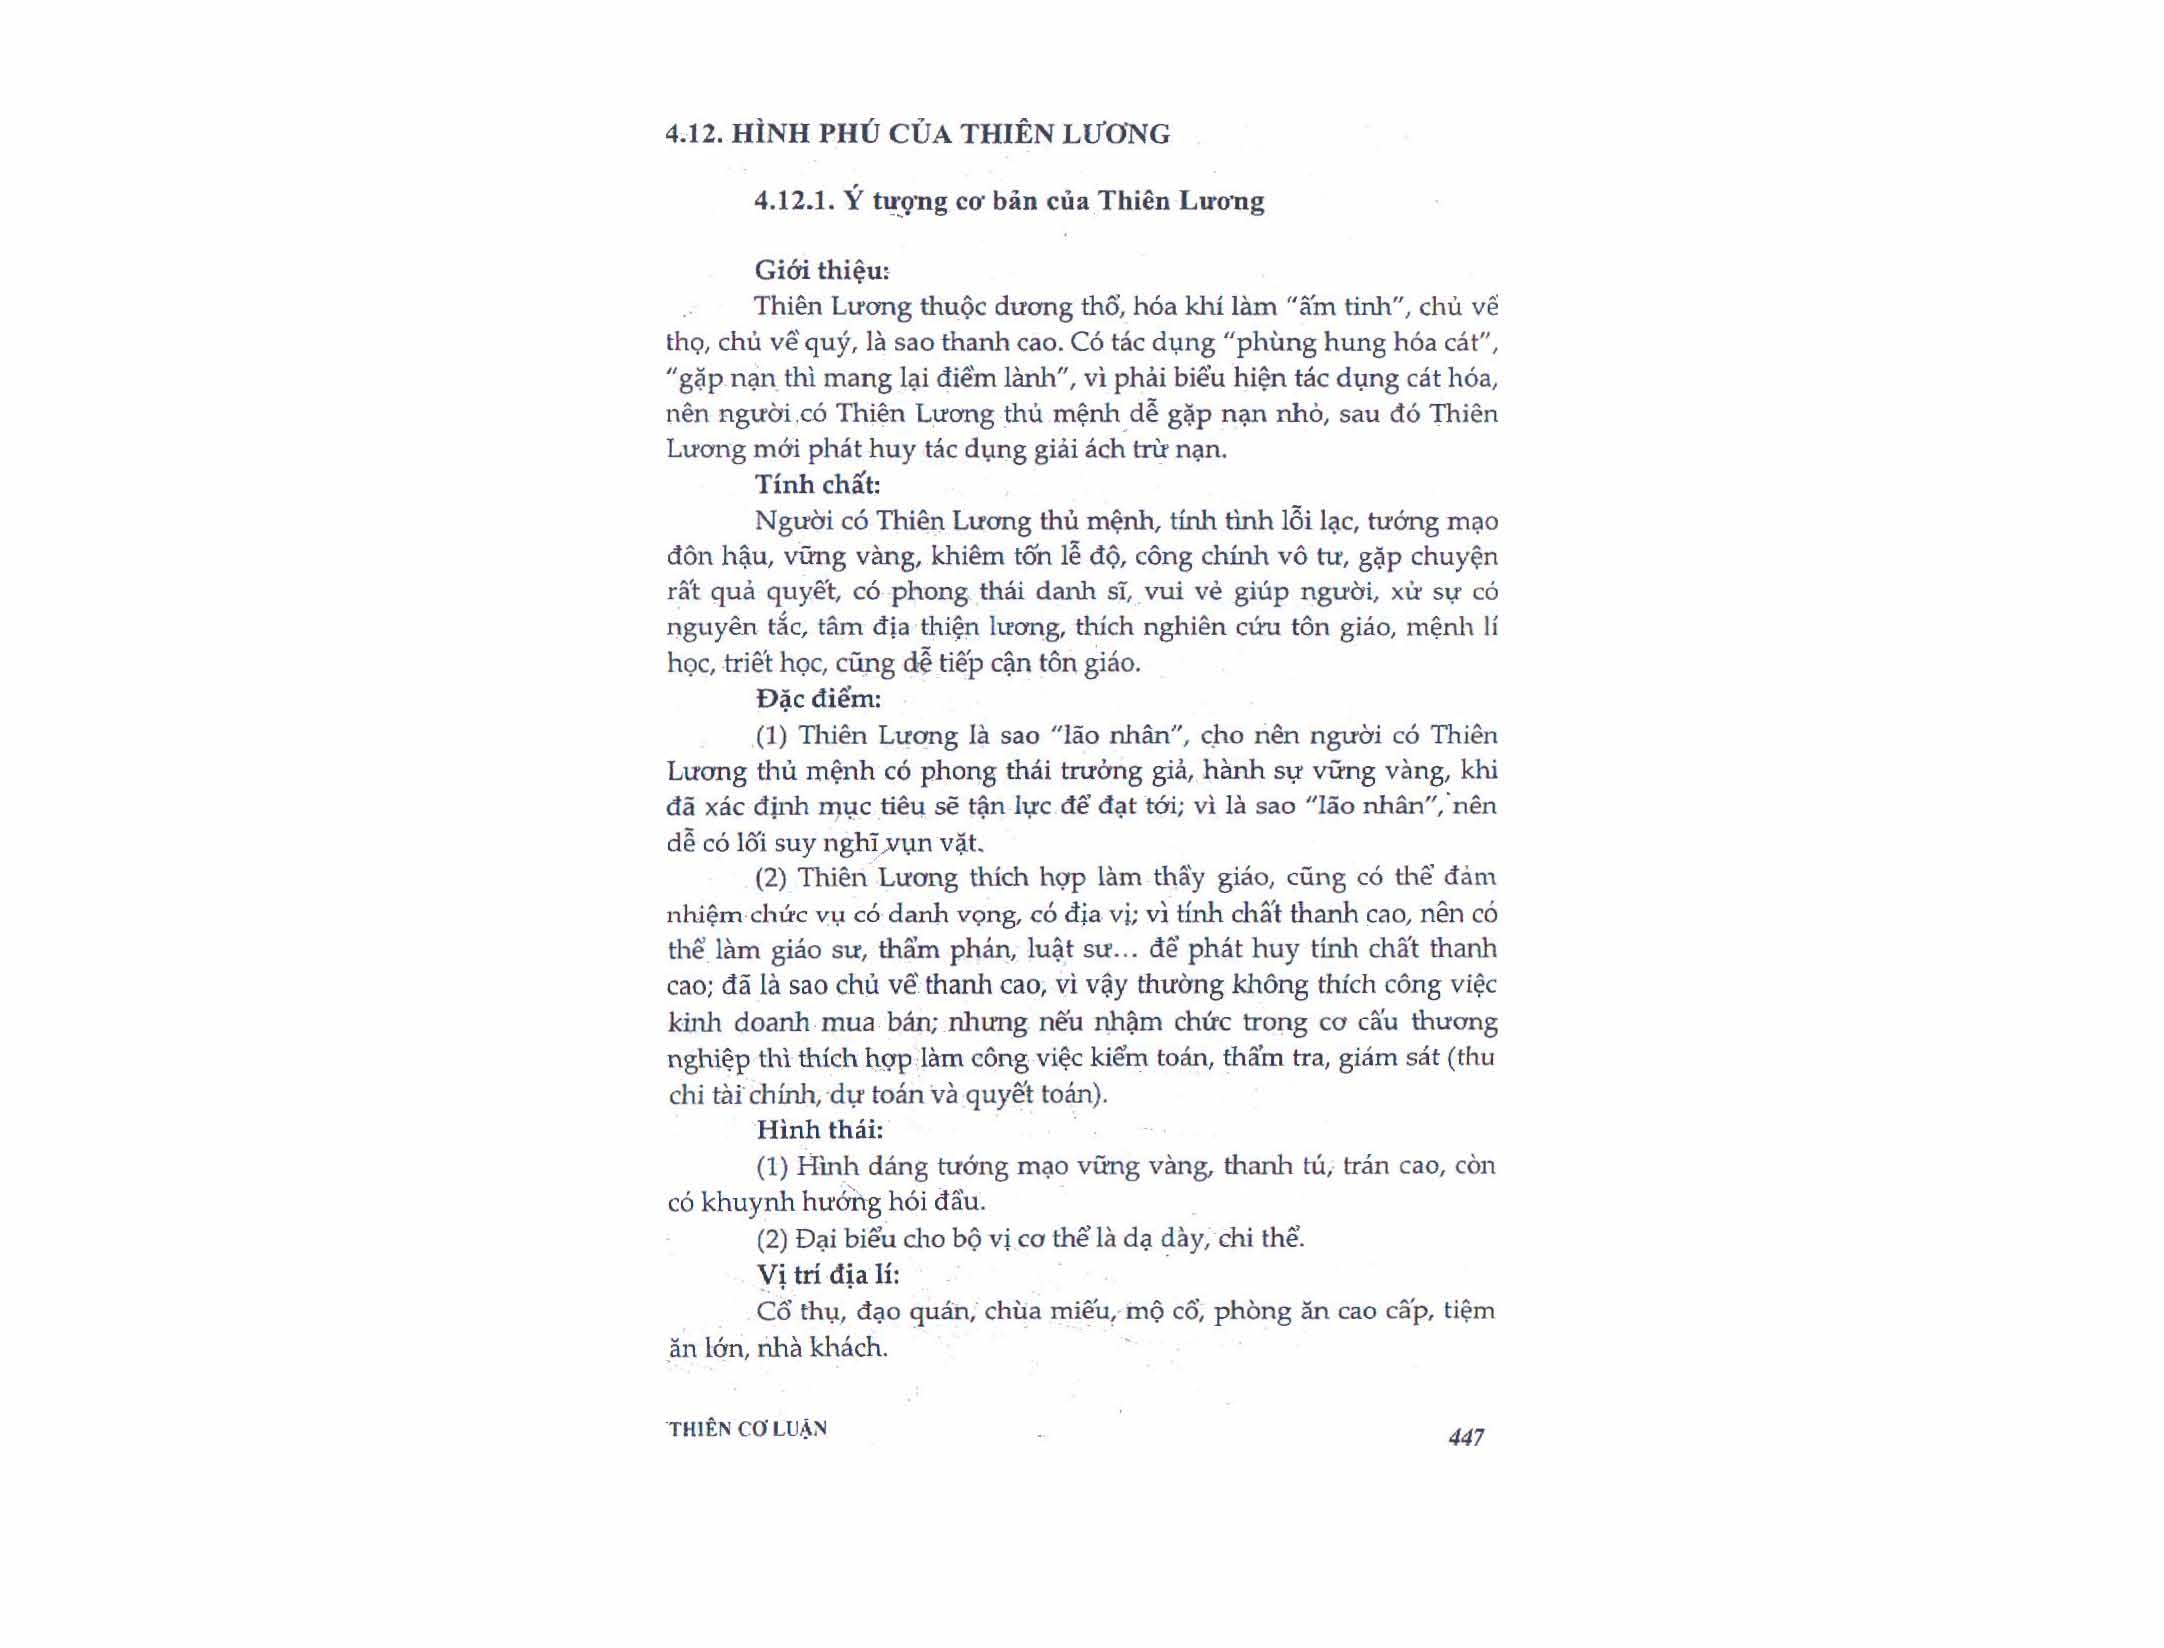 4.12. HÌNH PHÚ CỦA THIÊN LƯƠNG
4.12.1. Ý tượng cơ bản của Thiên Lương
Giới thiệu:
Thiên Lương thuộc dương thổ, hóa khí làm "ấm tinh", chủ về
thọ, chủ về quý, là sao thanh cao. Có tác dụng "phùng hung hóa cát",
"gặp nạn thì mang lại điềm lành", vì phải biểu hiện tác dụng cát hóa,
nên người có Thiên Lương thủ mệnh dễ gặp nạn nhỏ, sau đó Thiên
Lương mới phát huy tác dụng giải ách trừ nạn.
Tính chất:
Người có Thiên Lương thủ mệnh, tính tình lỗi lạc, tướng mạo
đôn hậu, vững vàng, khiêm tốn lễ độ, công chính vô tư, gặp chuyện
rất quả quyết, có phong thái danh sĩ, vui vẻ giúp người, xử sự có
nguyên tắc, tâm địa thiện lương, thích nghiên cứu tôn giáo, mệnh lí
học, triết học, cũng dễ tiếp cận tôn giáo.
Đặc điểm:
(1) Thiên Lương là sao "lão nhân", cho nên người có Thiên
Lương thủ mệnh có phong thái trưởng giả, hành sự vững vàng, khi
đã xác định mục tiêu sẽ tận lực để đạt tới; vì là sao "lão nhân", nên
dễ có lối suy nghĩ vụn vặt.
(2) Thiên Lương thích hợp làm thầy giáo, cũng có thể đảm
nhiệm chức vụ có danh vọng, có địa vị; vì tính chất thanh cao, nên có
thể làm giáo sư, thẩm phán, luật sư... để phát huy tính chất thanh
cao; đã là sao chủ về thanh cao, vì vậy thường không thích công việc
kinh doanh mua bán; nhưng nếu nhậm chức trong cơ cấu thương
nghiệp thì thích hợp làm công việc kiểm toán, thẩm tra, giám sát (thu
chi tài chính, dự toán và quyết toán).
Hình thái:
(1) Hình dáng tướng mạo vững vàng, thanh tú, trán cao, còn
có khuynh hướng hói đầu.
(2) Đại biểu cho bộ vị cơ thể là dạ dày, chi thể.
Vị trí địa lí:
Cổ thụ, đạo quán, chùa miếu, mộ cổ, phòng ăn cao cấp, tiệm
ăn lớn, nhà khách.
THIÊN CƠ LUẬN
447